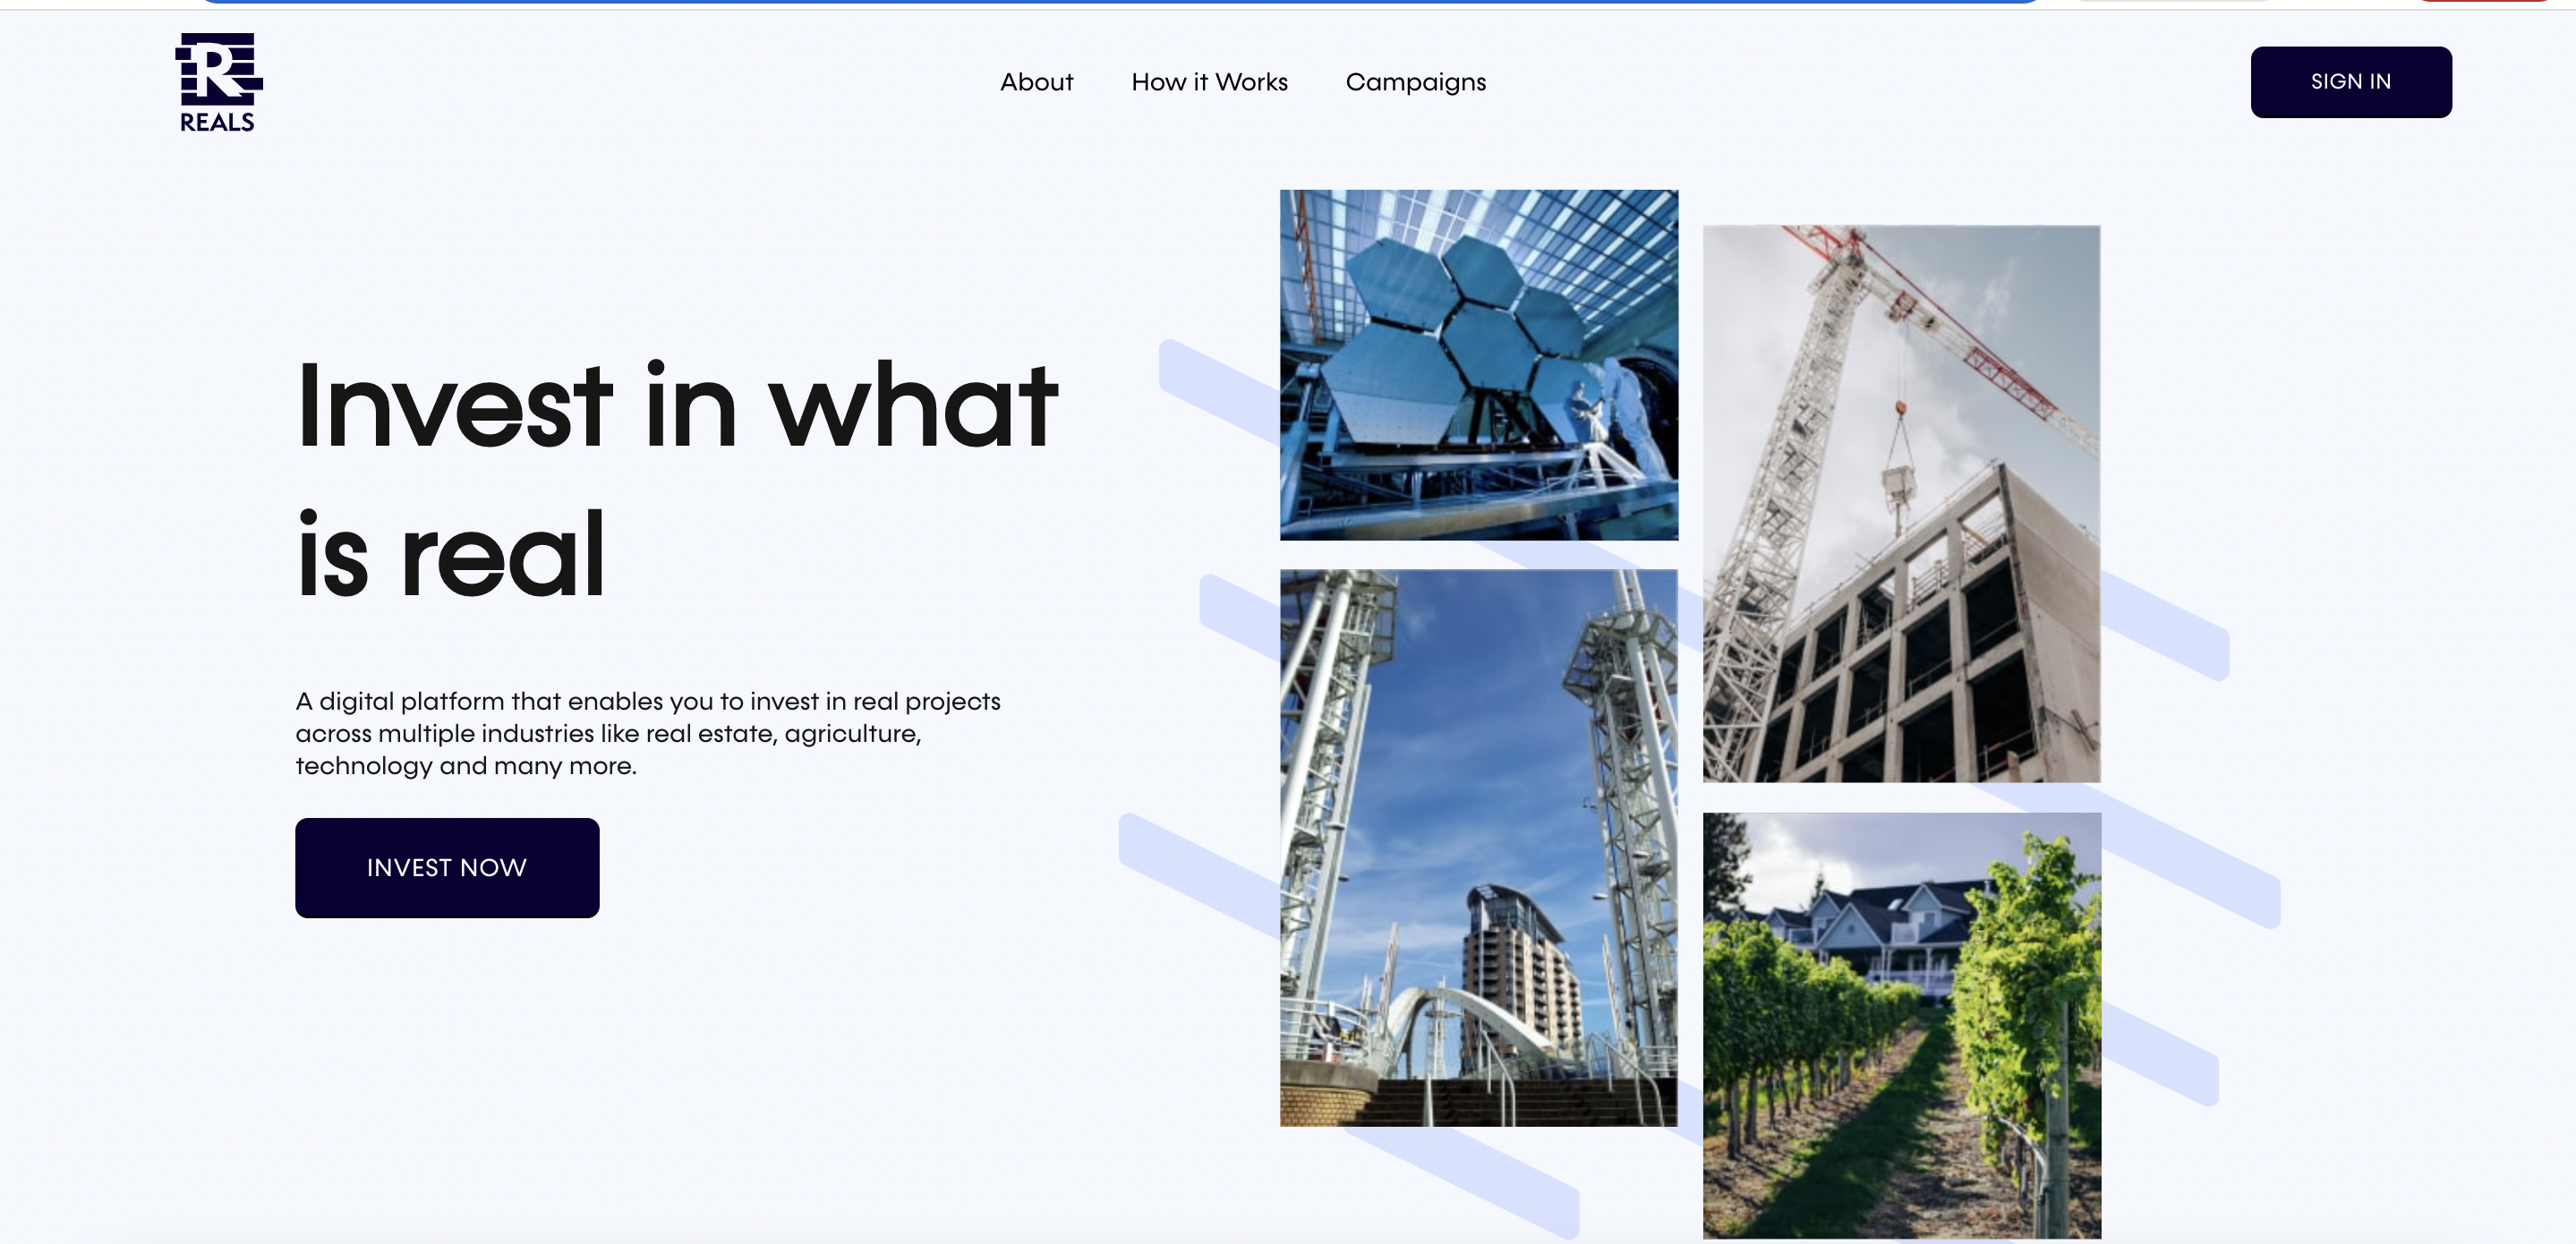 R
REALS
About
How it Works
Campaigns
SIGN IN
Invest in what
is real
A digital platform that enables you to invest in real projects
across multiple industries like real estate, agriculture,
technology and many more.
INVEST NOW